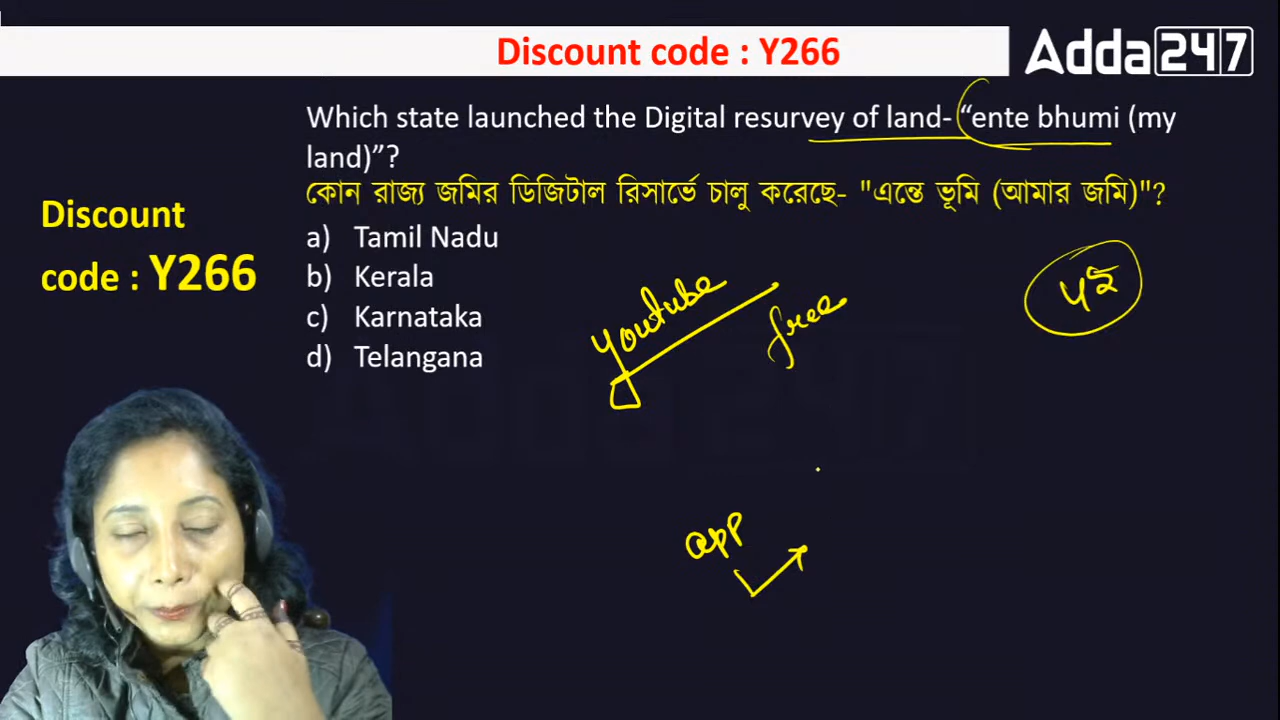 Discount code : Y266
Adda247
Which state launched the Digital resurvey of land- “ente bhumi (my
land)”?
কোন রাজ্য জমির ডিজিটাল রিসার্ভে চালু করেছে- "এন্তে ভূমি (আমার জমি)"?
Discount
code : Y266
a) Tamil Nadu
b) Kerala
c) Karnataka
d) Telangana
youtube
free
app